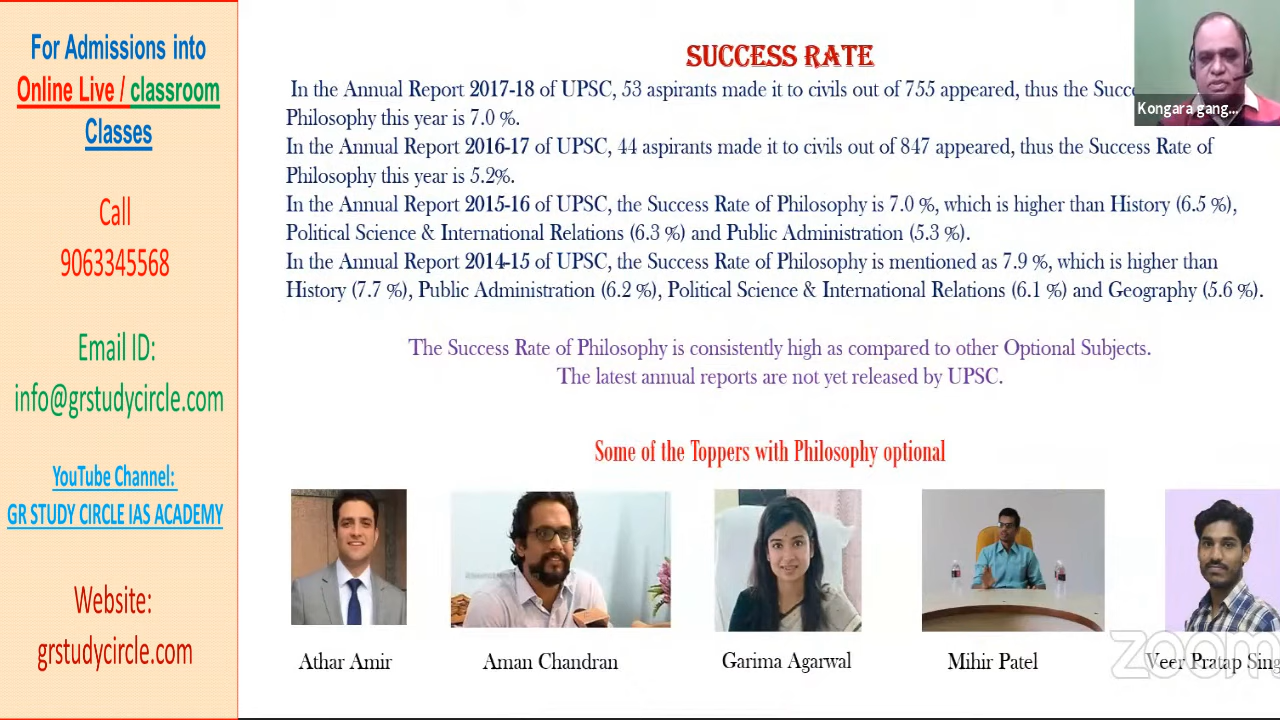 For Admissions into
Online Live / classroom
Classes
Call
9063345568
Email ID:
info@grstudycircle.com
YouTube Channel:
GR STUDY CIRCLE IAS ACADEMY
Website:
grstudycircle.com
SUCCESS RATE
In the Annual Report 2017-18 of UPSC, 53 aspirants made it to civils out of 755 appeared, thus the
Philosophy this year is 7.0 %.
In the Annual Report 2016-17 of UPSC, 44 aspirants made it to civils out of 847 appeared, thus the Success Rate of
Philosophy this year is 5.2%.
In the Annual Report 2015-16 of UPSC, the Success Rate of Philosophy is 7.0 %, which is higher than History (6.5 %),
Political Science & International Relations (6.3 %) and Public Administration (5.3 %).
In the Annual Report 2014-15 of UPSC, the Success Rate of Philosophy is mentioned as 7.9 %, which is higher than
History (7.7 %), Public Administration (6.2 %), Political Science & International Relations (6.1 %) and Geography (5.6 %).
The Success Rate of Philosophy is consistently high as compared to other Optional Subjects.
The latest annual reports are not yet released by UPSC.
Some of the Toppers with Philosophy optional
Athar Amir
Aman Chandran
Garima Agarwal
Mihir Patel
Veer Pratap Sing
Kongara gang...
zoom